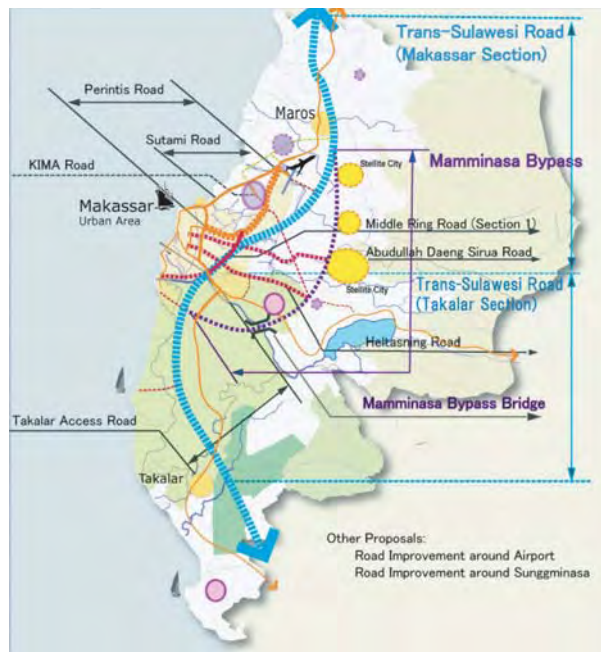 Trans-Sulawesi Road
(Makassar Section)
Perintis Road
Maros
Sutami Road
KIMA Road
Stellite City
Mamminasa Bypass
Makassar
Urban Area
Middle Ring Road (Section 1)
Abudullah Daeng Sirua Road
Trans-Sulawesi Road
(Takalar Section)
Stellite City
Heltasning Road
Mamminasa Bypass Bridge
Takalar Access Road
Takalar
Other Proposals:
Road Improvement around Airport
Road Improvement around Sunggminasa